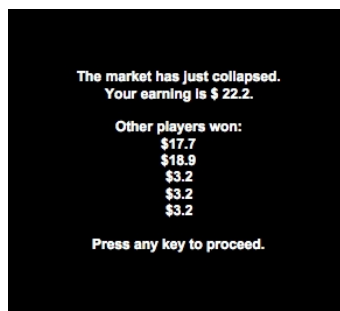 The market has just collapsed.
Your earning is $ 22.2.
Other players won:
$17.7
$18.9
$3.2
$3.2
$3.2
Press any key to proceed.